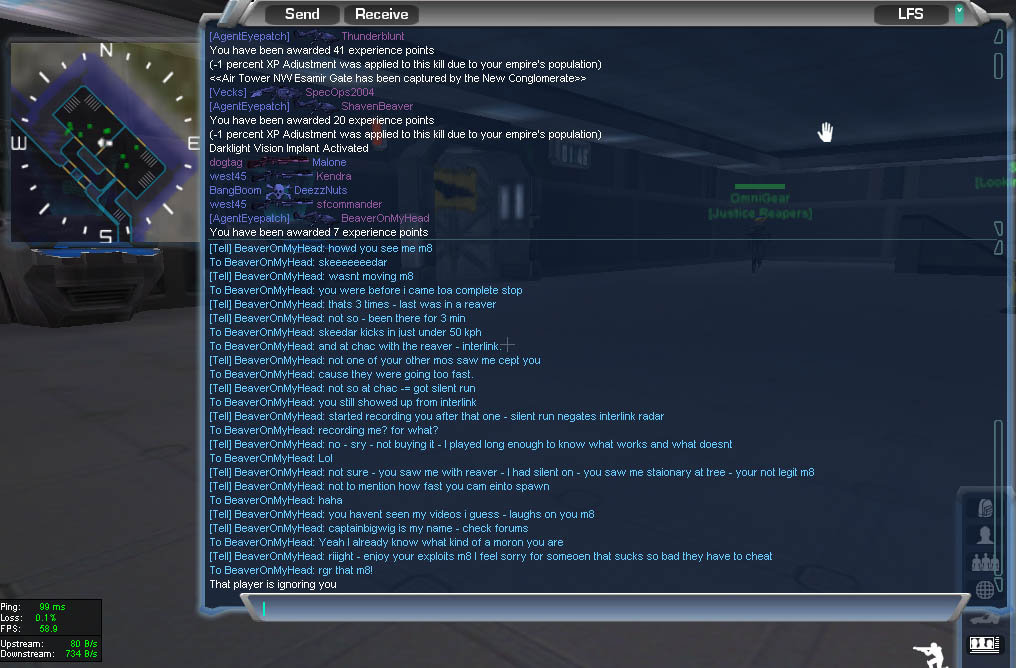 Send
Receive
LFS
N
W
E
S
[AgentEyepatch] Thunderblunt
You have been awarded 41 experience points
(-1 percent XP Adjustment was applied to this kill due to your empire's population)
<<Air Tower NW Esamir Gate has been captured by the New Conglomerate>>
[Vecks] SpecOps2004
[AgentEyepatch] ShavenBeaver
You have been awarded 20 experience points
(-1 percent XP Adjustment was applied to this kill due to your empire's population)
Darklight Vision Implant Activated
dogtag Malone
west45 Kendra
BangBoom DeezzNuts
west45 sfcommander
[AgentEyepatch] BeaverOnMyHead
You have been awarded 7 experience points
OmniGear
[Justice Reapers]
[Lookin
[Tell] BeaverOnMyHead: howd you see me m8
To BeaverOnMyHead: skeeeeeeedar
[Tell] BeaverOnMyHead: wasnt moving m8
To BeaverOnMyHead: you were before i came toa complete stop
[Tell] BeaverOnMyHead: thats 3 times - last was in a reaver
[Tell] BeaverOnMyHead: not so - been there for 3 min
To BeaverOnMyHead: skeedar kicks in just under 50 kph
To BeaverOnMyHead: and at chac with the reaver - interlink.
[Tell] BeaverOnMyHead: not one of your other mos saw me cept you
To BeaverOnMyHead: cause they were going too fast.
[Tell] BeaverOnMyHead: not so at chac -= got silent run
To BeaverOnMyHead: you still showed up from interlink
[Tell] BeaverOnMyHead: started recording you after that one - silent run negates interlink radar
To BeaverOnMyHead: recording me? for what?
[Tell] BeaverOnMyHead: no - sry - not buying it - I played long enough to know what works and what doesnt
To BeaverOnMyHead: Lol
[Tell] BeaverOnMyHead: not sure - you saw me with reaver - I had silent on - you saw me staionary at tree - your not legit m8
[Tell] BeaverOnMyHead: not to mention how fast you cam einto spawn
To BeaverOnMyHead: haha
[Tell] BeaverOnMyHead: you havent seen my videos i guess - laughs on you m8
[Tell] BeaverOnMyHead: captainbigwig is my name - check forums
To BeaverOnMyHead: Yeah I already know what kind of a moron you are
[Tell] BeaverOnMyHead: riiight - enjoy your exploits m8 I feel sorry for someoen that sucks so bad they have to cheat
To BeaverOnMyHead: rgr that m8!
That player is ignoring you
Ping: 99 ms
Loss: 0.1%
FPS: 58.9
Upstream: 80 B/s
Downstream: 734 B/s